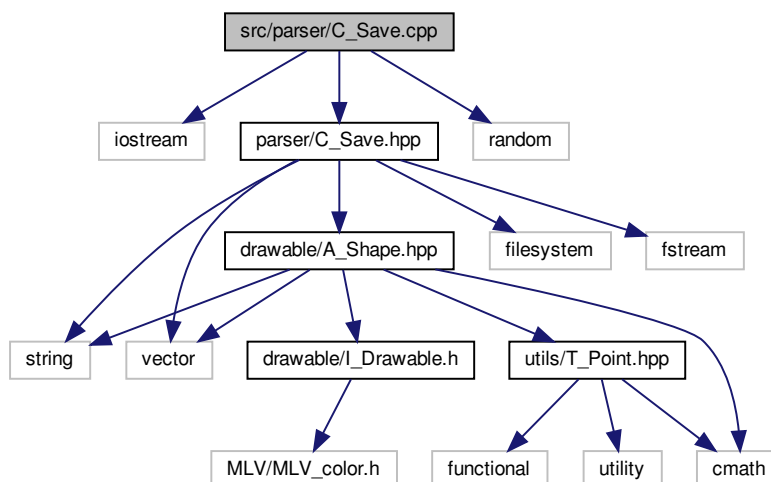 src/parser/C_Save.cpp
iostream
parser/C_Save.hpp
random
drawable/A_Shape.hpp
filesystem
fstream
string
vector
drawable/I_Drawable.h
utils/T_Point.hpp
MLV/MLV_color.h
functional
utility
cmath